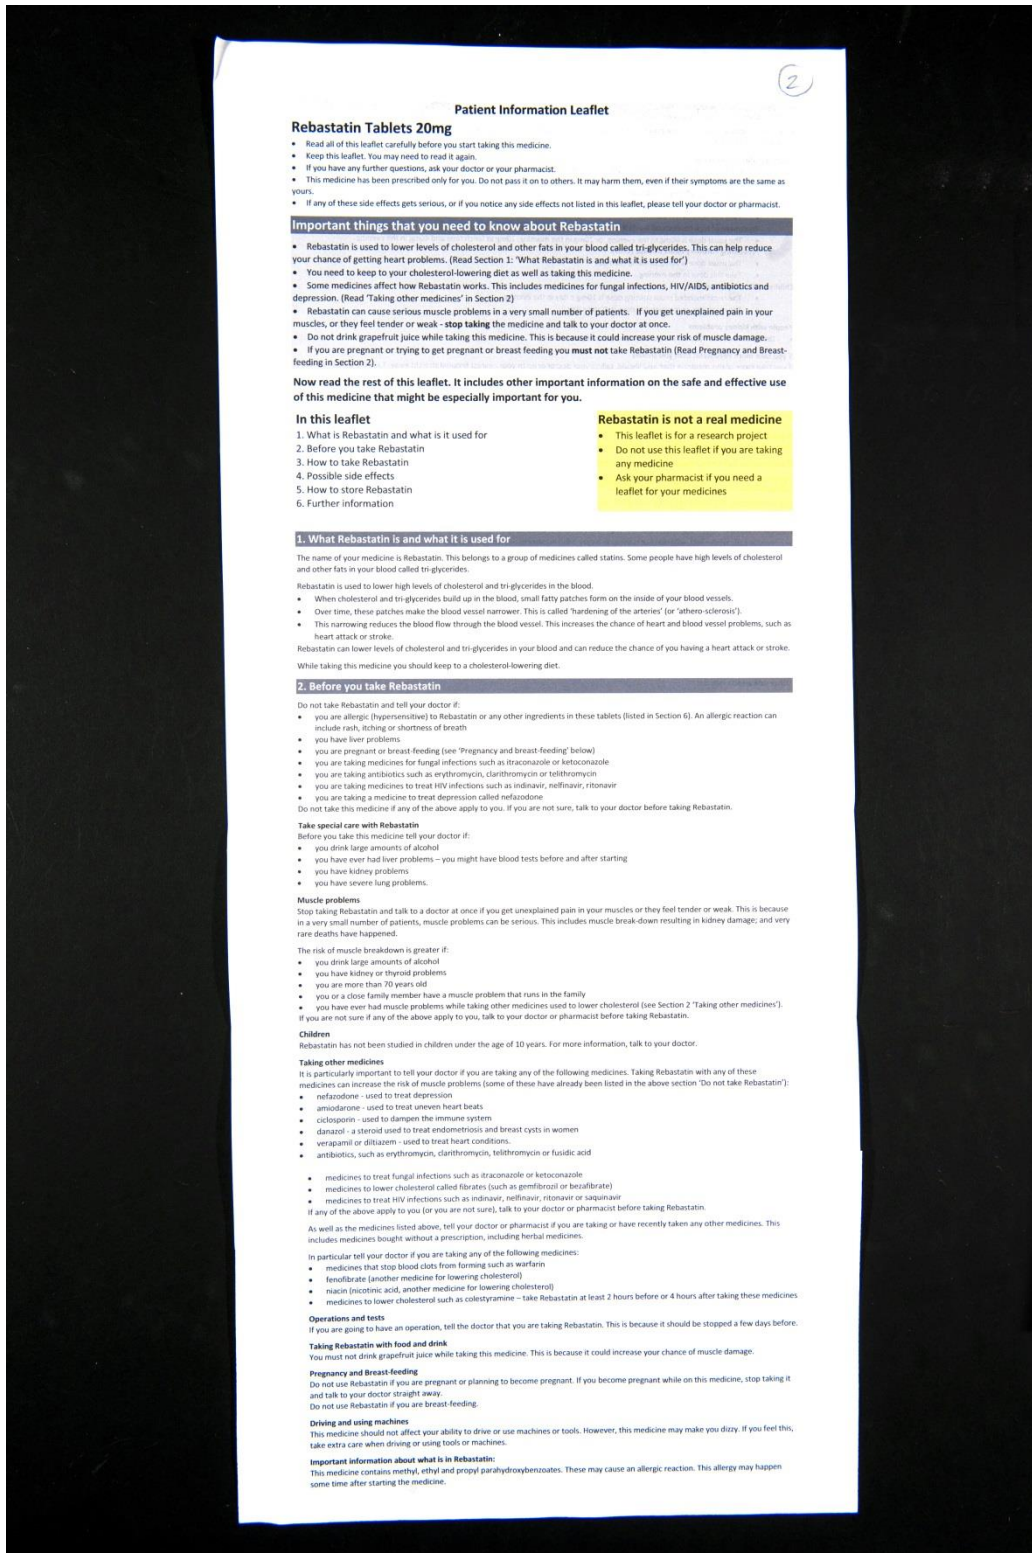 2
Patient Information Leaflet
Rebastatin Tablets 20mg
• Read all of this leaflet carefully before you start taking this medicine.
• Keep this leaflet. You may need to read it again.
• If you have any further questions, ask your doctor or your pharmacist.
• This medicine has been prescribed only for you. Do not pass it on to others. It may harm them, even if their symptoms are the same as
yours.
• If any of these side effects gets serious, or if you notice any side effects not listed in this leaflet, please tell your doctor or pharmacist.
Important things that you need to know about Rebastatin
• Rebastatin is used to lower levels of cholesterol and other fats in your blood called tri-glycerides. This can help reduce
your chance of getting heart problems. (Read Section 1: 'What Rebastatin is and what it is used for')
• You need to keep to your cholesterol-lowering diet as well as taking this medicine.
• Some medicines affect how Rebastatin works. This includes medicines for fungal infections, HIV/AIDS, antibiotics and
depression. (Read 'Taking other medicines' in Section 2)
• Rebastatin can cause serious muscle problems in a very small number of patients. If you get unexplained pain in your
muscles, or they feel tender or weak - stop taking the medicine and talk to your doctor at once.
• Do not drink grapefruit juice while taking this medicine. This is because it could increase your risk of muscle damage.
• If you are pregnant or trying to get pregnant or breast feeding you must not take Rebastatin (Read Pregnancy and Breast-
feeding in Section 2).
Now read the rest of this leaflet. It includes other important information on the safe and effective use
of this medicine that might be especially important for you.
In this leaflet
1. What is Rebastatin and what is it used for
2. Before you take Rebastatin
3. How to take Rebastatin
4. Possible side effects
5. How to store Rebastatin
6. Further information
Rebastatin is not a real medicine
• This leaflet is for a research project
• Do not use this leaflet if you are taking
any medicine
• Ask your pharmacist if you need a
leaflet for your medicines
1. What Rebastatin is and what it is used for
The name of your medicine is Rebastatin. This belongs to a group of medicines called statins. Some people have high levels of cholesterol
and other fats in your blood called tri-glycerides.
Rebastatin is used to lower high levels of cholesterol and tri-glycerides in the blood.
• When cholesterol and tri-glycerides build up in the blood, small fatty patches form on the inside of your blood vessels.
• Over time, these patches make the blood vessel narrower. This is called 'hardening of the arteries' (or 'athero-sclerosis').
• This narrowing reduces the blood flow through the blood vessel. This increases the chance of heart and blood vessel problems, such as
heart attack or stroke.
Rebastatin can lower levels of cholesterol and tri-glycerides in your blood and can reduce the chance of you having a heart attack or stroke.
While taking this medicine you should keep to a cholesterol-lowering diet.
2. Before you take Rebastatin
Do not take Rebastatin and tell your doctor if:
• you are allergic (hypersensitive) to Rebastatin or any other ingredients in these tablets (listed in Section 6). An allergic reaction can
include rash, itching or shortness of breath
• you have liver problems
• you are pregnant or breast-feeding (see 'Pregnancy and breast-feeding' below)
• you are taking medicines for fungal infections such as itraconazole or ketoconazole
• you are taking antibiotics such as erythromycin, clarithromycin or telithromycin
• you are taking medicines to treat HIV infections such as indinavir, nelfinavir, ritonavir
• you are taking a medicine to treat depression called nefazodone
Do not take this medicine if any of the above apply to you. If you are not sure, talk to your doctor before taking Rebastatin.
Take special care with Rebastatin
Before you take this medicine tell your doctor if:
• you drink large amounts of alcohol
• you have ever had liver problems – you might have blood tests before and after starting
• you have kidney problems
• you have severe lung problems.
Muscle problems
Stop taking Rebastatin and talk to a doctor at once if you get unexplained pain in your muscles or they feel tender or weak. This is because
in a very small number of patients, muscle problems can be serious. This includes muscle break-down resulting in kidney damage; and very
rare deaths have happened.
The risk of muscle breakdown is greater if:
• you drink large amounts of alcohol
• you have kidney or thyroid problems
• you are more than 70 years old
• you or a close family member have a muscle problem that runs in the family
• you have ever had muscle problems while taking other medicines used to lower cholesterol (see Section 2 'Taking other medicines').
If you are not sure if any of the above apply to you, talk to your doctor or pharmacist before taking Rebastatin.
Children
Rebastatin has not been studied in children under the age of 10 years. For more information, talk to your doctor.
Taking other medicines
It is particularly important to tell your doctor if you are taking any of the following medicines. Taking Rebastatin with any of these
medicines can increase the risk of muscle problems (some of these have already been listed in the above section 'Do not take Rebastatin'):
• nefazodone - used to treat depression
• amiodarone - used to treat uneven heart beats
• ciclosporin - used to dampen the immune system
• danazol - a steroid used to treat endometriosis and breast cysts in women
• verapamil or diltiazem - used to treat heart conditions.
• antibiotics, such as erythromycin, clarithromycin, telithromycin or fusidic acid
• medicines to treat fungal infections such as itraconazole or ketoconazole
• medicines to lower cholesterol called fibrates (such as gemfibrozil or bezafibrate)
• medicines to treat HIV infections such as indinavir, nelfinavir, ritonavir or saquinavir
If any of the above apply to you (or you are not sure), talk to your doctor or pharmacist before taking Rebastatin.
As well as the medicines listed above, tell your doctor or pharmacist if you are taking or have recently taken any other medicines. This
includes medicines bought without a prescription, including herbal medicines.
In particular tell your doctor if you are taking any of the following medicines:
• medicines that stop blood clots from forming such as warfarin
• fenofibrate (another medicine for lowering cholesterol)
• niacin (nicotinic acid, another medicine for lowering cholesterol)
• medicines to lower cholesterol such as colestyramine – take Rebastatin at least 2 hours before or 4 hours after taking these medicines
Operations and tests
If you are going to have an operation, tell the doctor that you are taking Rebastatin. This is because it should be stopped a few days before.
Taking Rebastatin with food and drink
You must not drink grapefruit juice while taking this medicine. This is because it could increase your chance of muscle damage.
Pregnancy and Breast-feeding
Do not use Rebastatin if you are pregnant or planning to become pregnant. If you become pregnant while on this medicine, stop taking it
and talk to your doctor straight away.
Do not use Rebastatin if you are breast-feeding.
Driving and using machines
This medicine should not affect your ability to drive or use machines or tools. However, this medicine may make you dizzy. If you feel this,
take extra care when driving or using tools or machines.
Important information about what is in Rebastatin:
This medicine contains methyl, ethyl and propyl parahydroxybenzoates. These may cause an allergic reaction. This allergy may happen
some time after starting the medicine.